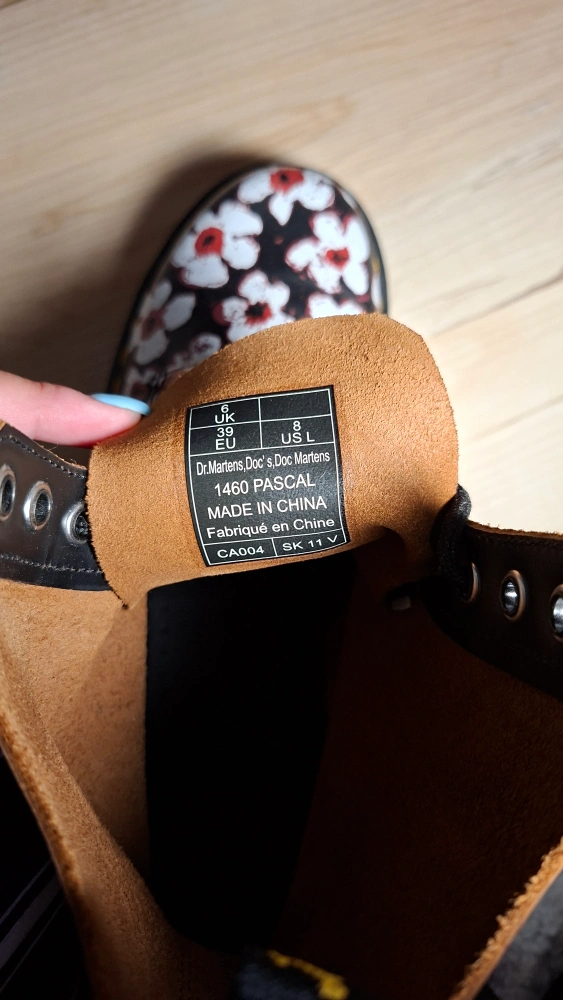 6
UK
39
EU
8
US L
Dr.Martens,Doc's,Doc Martens
1460 PASCAL
MADE IN CHINA
Fabriqué en Chine
CA004 SK 11 V